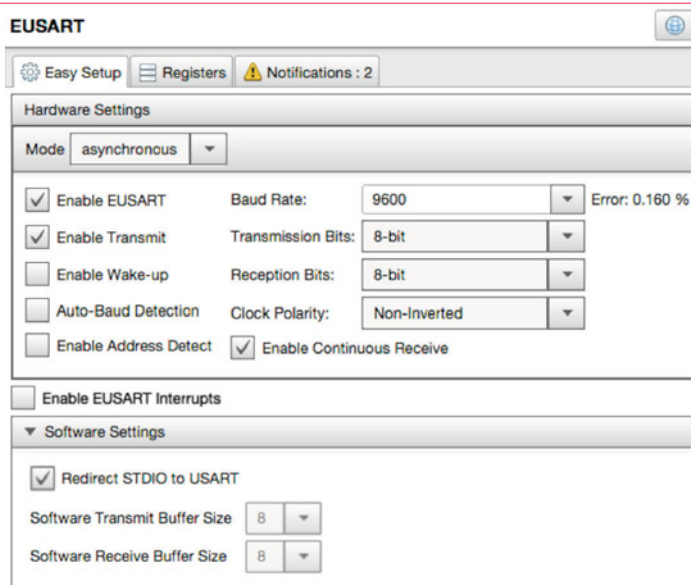 EUSART
Easy Setup Registers Notifications : 2
Hardware Settings
Mode asynchronous
Enable EUSART Baud Rate: 9600 Error: 0.160 %
Enable Transmit Transmission Bits: 8-bit
Enable Wake-up Reception Bits: 8-bit
Auto-Baud Detection Clock Polarity: Non-Inverted
Enable Address Detect Enable Continuous Receive
Enable EUSART Interrupts
Software Settings
Redirect STDIO to USART
Software Transmit Buffer Size 8
Software Receive Buffer Size 8